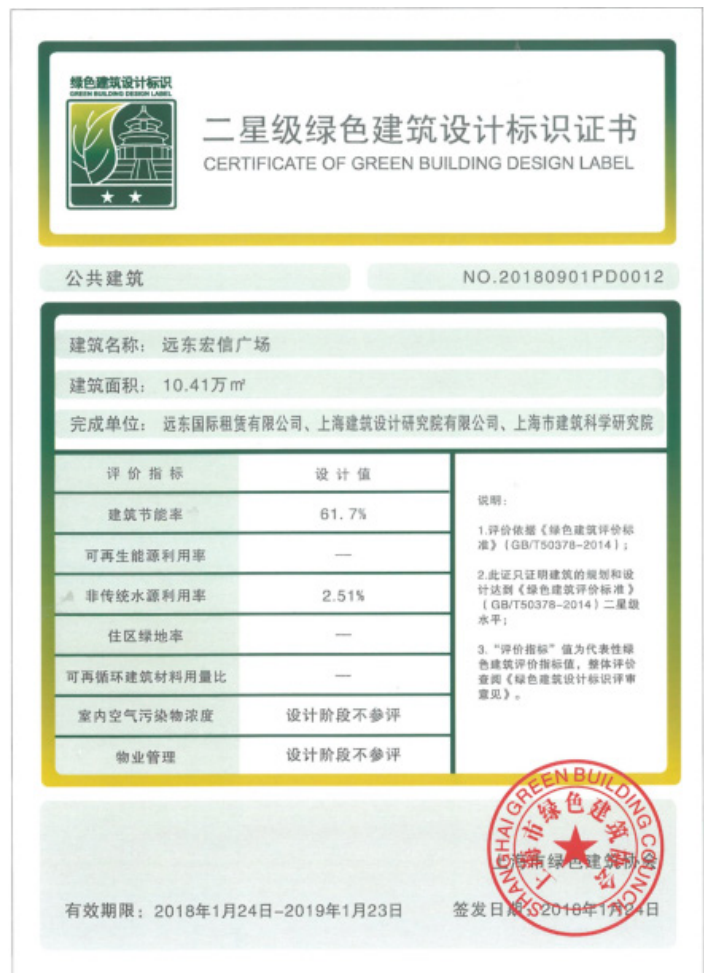 绿色建筑设计标识
GREEN BUILDING DESIGN LABEL
二星级绿色建筑设计标识证书
CERTIFICATE OF GREEN BUILDING DESIGN LABEL
公共建筑 NO.20180901PD0012
建筑名称： 远东宏信广场
建筑面积： 10.41万㎡
完成单位： 远东国际租赁有限公司、上海建筑设计研究院有限公司、上海市建筑科学研究院
评价指标 设计值
建筑节能率 61.7%
可再生能源利用率 —
非传统水源利用率 2.51%
住区绿地率 —
可再循环建筑材料用量比 —
室内空气污染物浓度 设计阶段不参评
物业管理 设计阶段不参评
说明：
1.评价依据《绿色建筑评价标
准》（GB/T50378-2014）；
2.此证只证明建筑的规划和设
计达到《绿色建筑评价标准》
（GB/T50378-2014）二星级
水平；
3.“评价指标”值为代表性绿
色建筑评价指标值，整体评价
查阅《绿色建筑设计标识评审
意见》。
SHANGHAI GREEN BUILDING COUNCIL
上海市绿色建筑协会
上海市绿色建筑协会
有效期限：2018年1月24日-2019年1月23日 签发日期：2018年1月24日